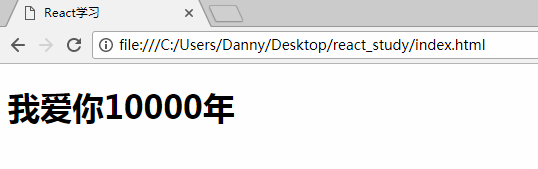 React学习
file:///C:/Users/Danny/Desktop/react_study/index.html
我爱你10000年